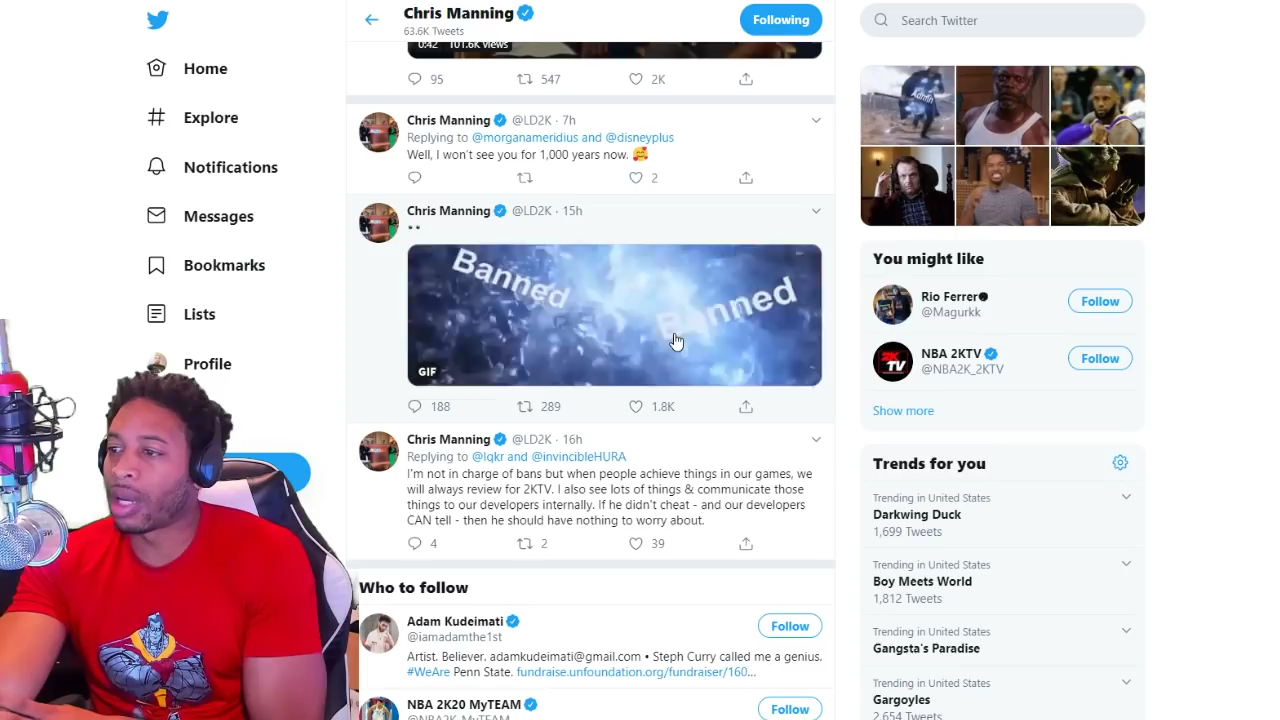 Home
Explore
Notifications
Messages
Bookmarks
Lists
Profile
Chris Manning
63.6K Tweets
Following
0:42 101.6K views
95 547 2K
Chris Manning @LD2K · 7h
Replying to @morganameridius and @disneyplus
Well, I won't see you for 1,000 years now. 🥰
2
Chris Manning @LD2K · 15h
👀
Banned
Banned
GIF
188 289 1.8K
Chris Manning @LD2K · 16h
Replying to @lqkr and @invincibleHURA
I'm not in charge of bans but when people achieve things in our games, we
will always review for 2KTV. I also see lots of things & communicate those
things to our developers internally. If he didn't cheat - and our developers
CAN tell - then he should have nothing to worry about.
4 2 39
Who to follow
Adam Kudeimati
@iamadamthe1st
Follow
Artist. Believer. adamkudeimati@gmail.com • Steph Curry called me a genius.
#WeAre Penn State. fundraise.unfoundation.org/fundraiser/160...
NBA 2K20 MyTEAM
@NBA2K_MyTEAM
Follow
Search Twitter
Admin
You might like
Rio Ferrer
@Magurkk
Follow
2K TV
NBA 2KTV
@NBA2K_2KTV
Follow
Show more
Trends for you
Trending in United States
Darkwing Duck
1,699 Tweets
Trending in United States
Boy Meets World
1,812 Tweets
Trending in United States
Gangsta's Paradise
Trending in United States
Gargoyles
2,654 Tweets